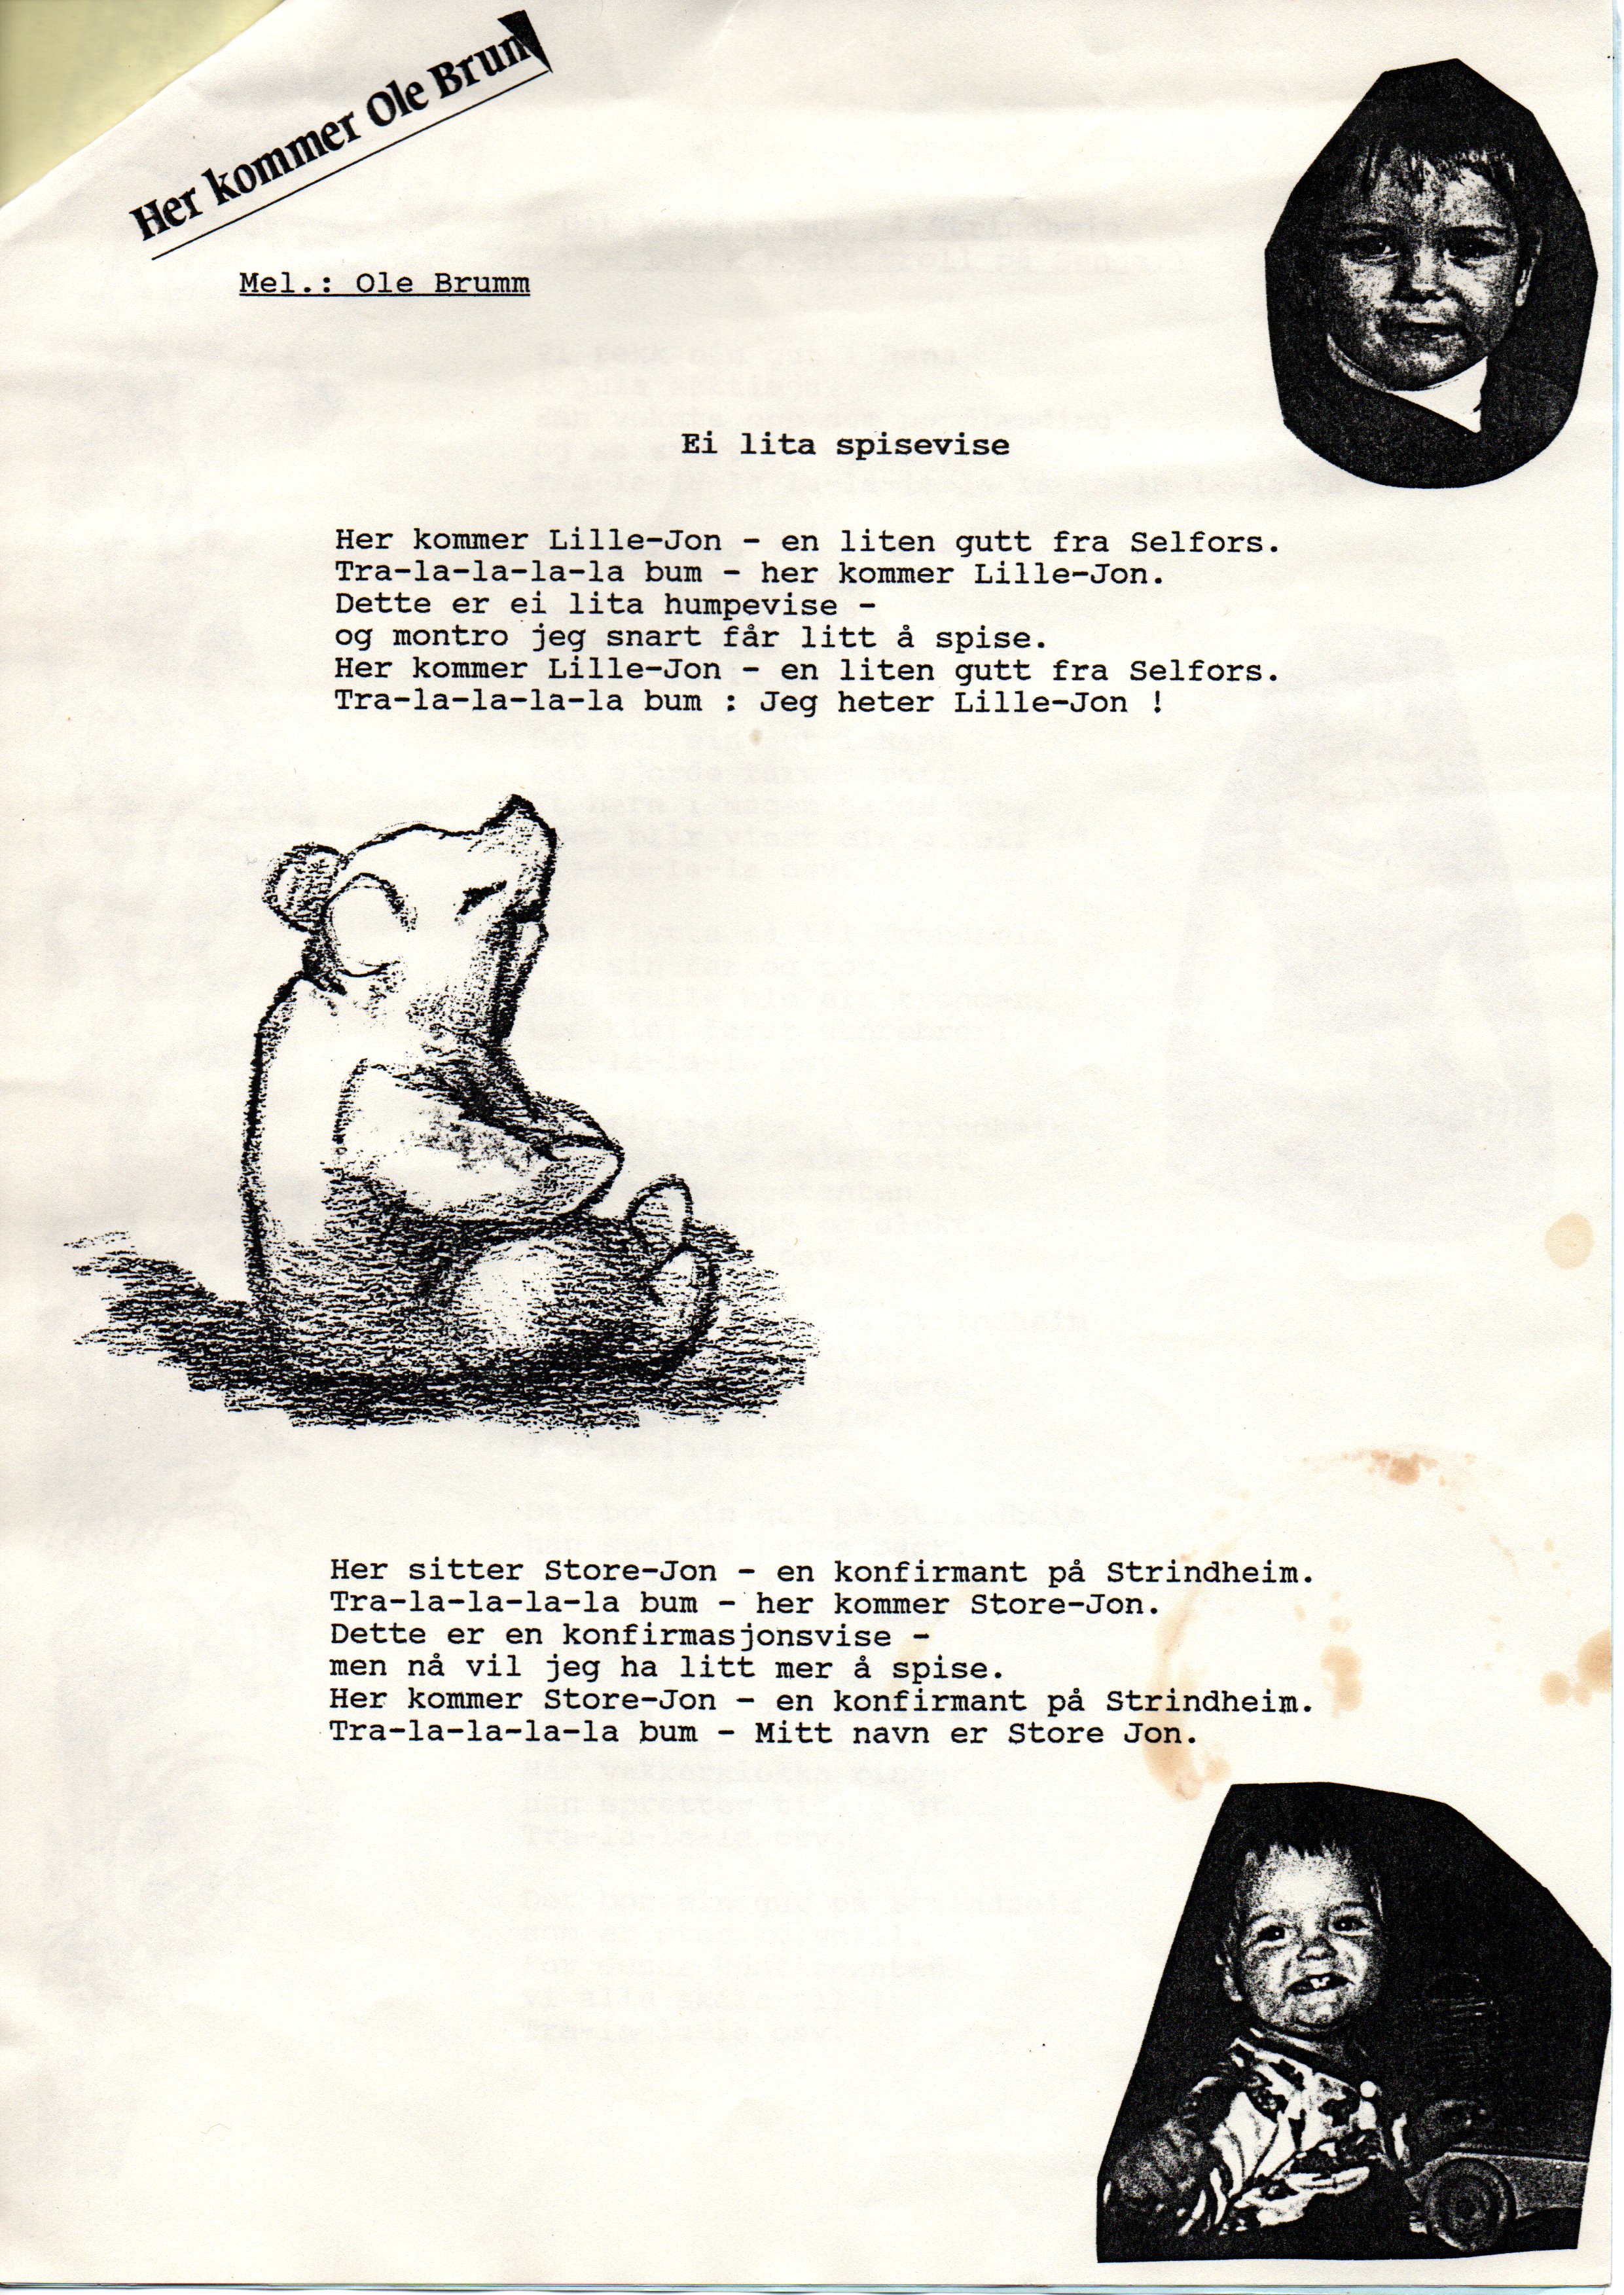 Her kommer Ole Brum
Mel.: Ole Brumm
Ei lita spisevise
Her kommer Lille-Jon - en liten gutt fra Selfors.
Tra-la-la-la-la bum - her kommer Lille-Jon.
Dette er ei lita humpevise -
og montro jeg snart får litt å spise.
Her kommer Lille-Jon - en liten gutt fra Selfors.
Tra-la-la-la-la bum : Jeg heter Lille-Jon !
Her sitter Store-Jon - en konfirmant på Strindheim.
Tra-la-la-la-la bum - her kommer Store-Jon.
Dette er en konfirmasjonsvise -
men nå vil jeg ha litt mer å spise.
Her kommer Store-Jon - en konfirmant på Strindheim.
Tra-la-la-la-la bum - Mitt navn er Store Jon.